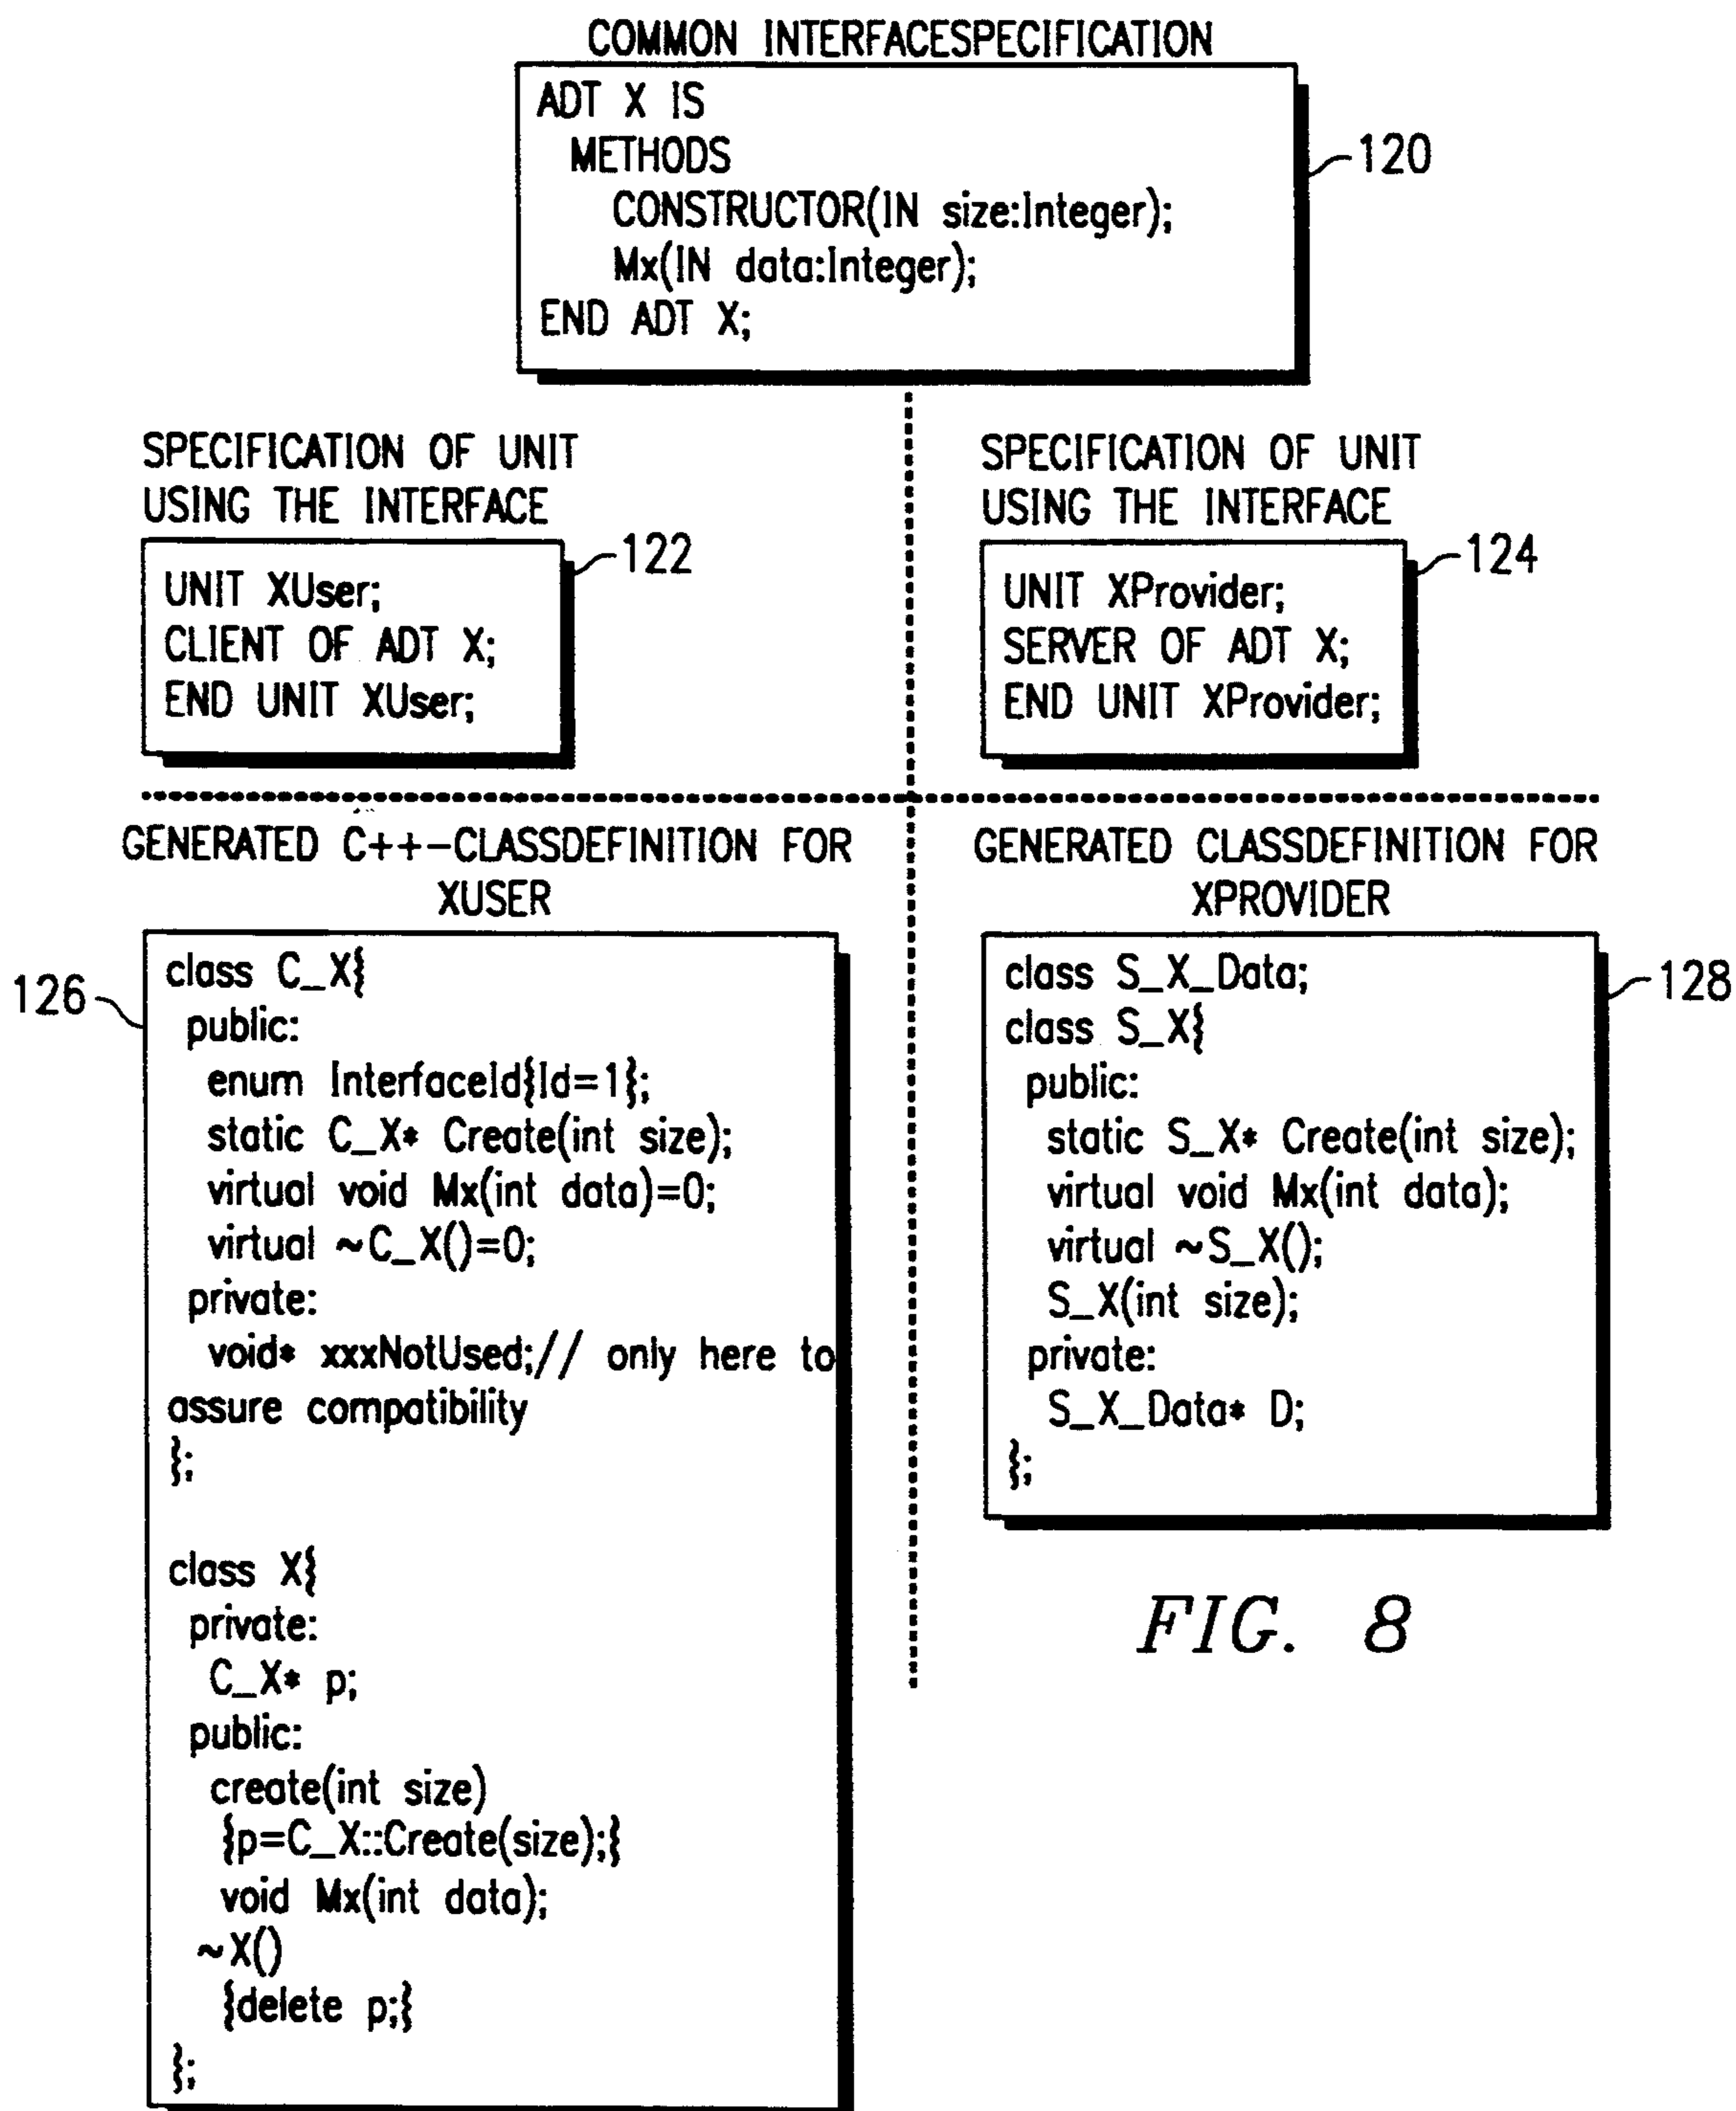 COMMON INTERFACESPECIFICATION
ADT X IS
METHODS
CONSTRUCTOR(IN size:Integer);
Mx(IN data:Integer);
END ADT X;
120
SPECIFICATION OF UNIT
USING THE INTERFACE
122
UNIT XUser;
CLIENT OF ADT X;
END UNIT XUser;
SPECIFICATION OF UNIT
USING THE INTERFACE
124
UNIT XProvider;
SERVER OF ADT X;
END UNIT XProvider;
GENERATED C++-CLASSDEFINITION FOR
XUSER
126
class C_X{
public:
enum InterfaceId{Id=1};
static C_X* Create(int size);
virtual void Mx(int data)=0;
virtual ~C_X()=0;
private:
void* xxxNotUsed;// only here to
assure compatibility
};
class X{
private:
C_X* p;
public:
create(int size)
{p=C_X::Create(size);}
void Mx(int data);
~X()
{delete p;}
};
GENERATED CLASSDEFINITION FOR
XPROVIDER
128
class S_X_Data;
class S_X{
public:
static S_X* Create(int size);
virtual void Mx(int data);
virtual ~S_X();
S_X(int size);
private:
S_X_Data* D;
};
FIG. 8